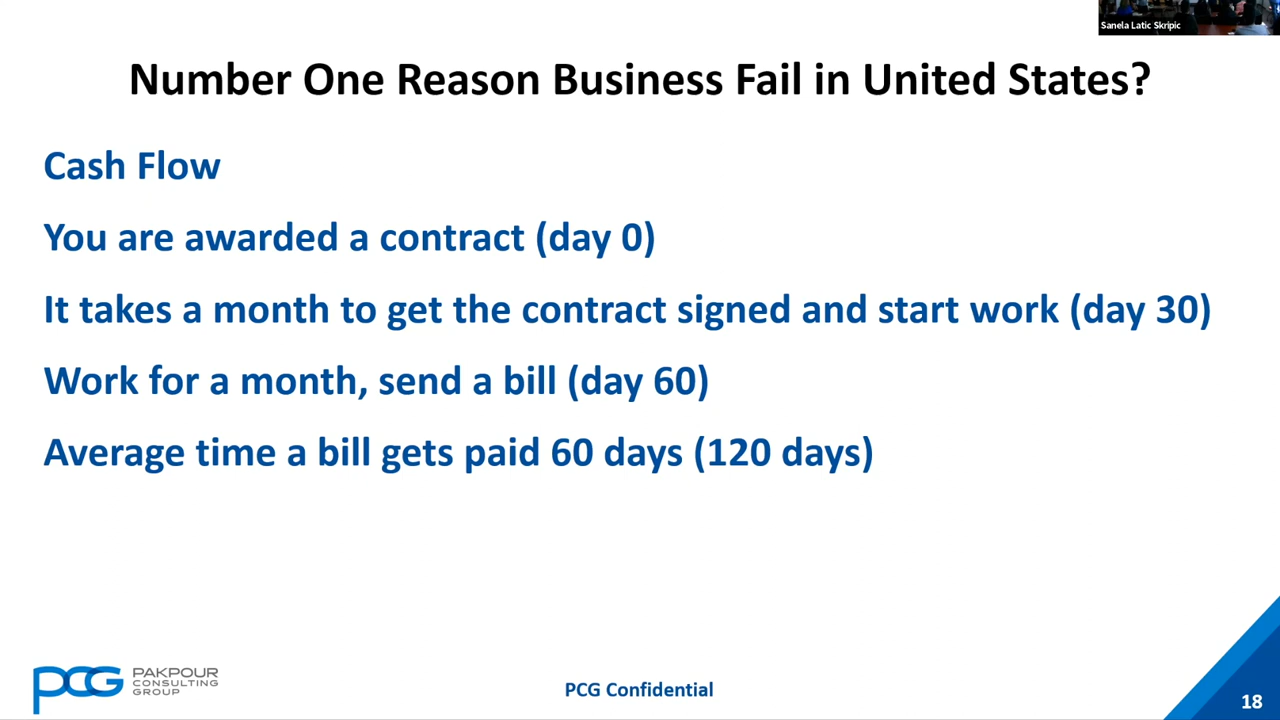 Sanela Latic Skripic
Number One Reason Business Fail in United States?
Cash Flow
You are awarded a contract (day 0)
It takes a month to get the contract signed and start work (day 30)
Work for a month, send a bill (day 60)
Average time a bill gets paid 60 days (120 days)
PCG
PAKPOUR
CONSULTING
GROUP
PCG Confidential
18